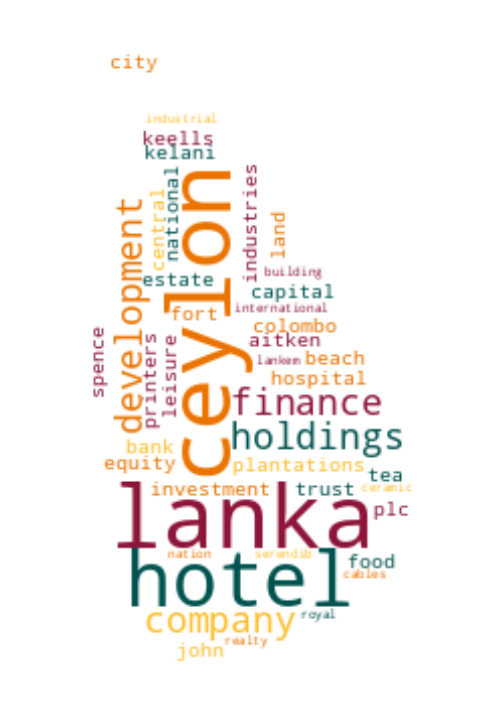 city
industrial
keells
kelani
national
central
industries
land
ceylon
development
building
estate
capital
international
fort
colombo
aitken
spence
printers
leisure
lankem
beach
hospital
finance
holdings
bank
equity
plantations
tea
investment
trust
ceramic
lanka
plc
nation
serendib
hotel
food
cables
company
royal
realty
john